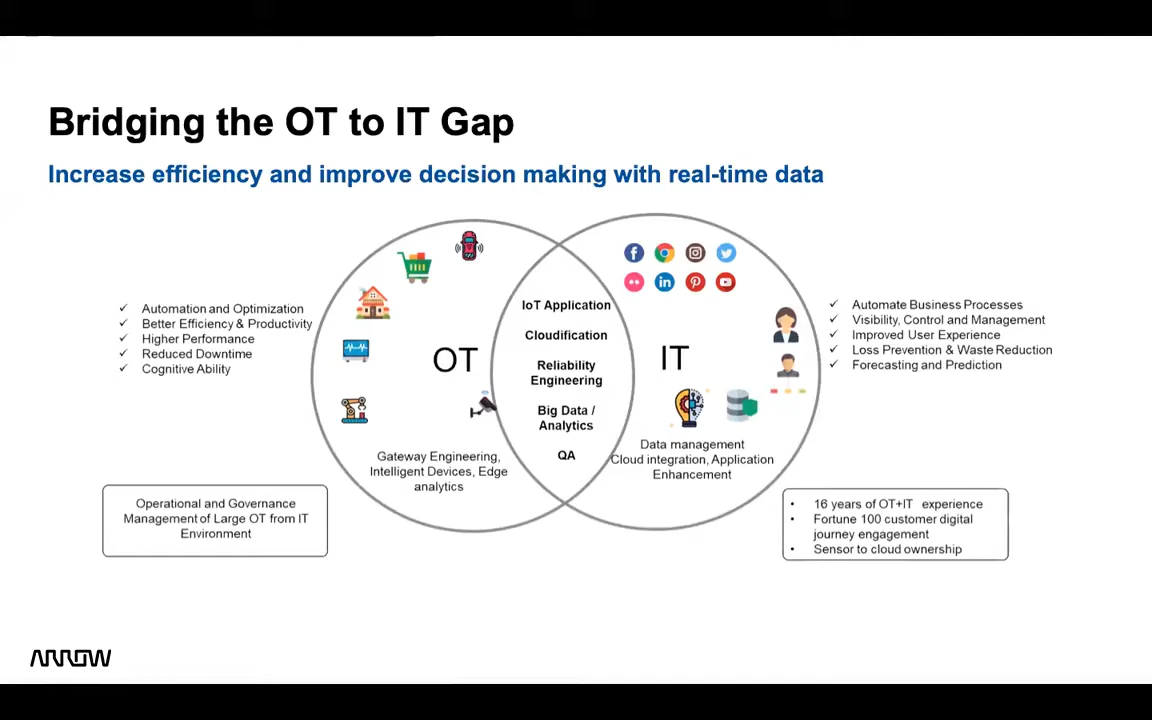 Bridging the OT to IT Gap
Increase efficiency and improve decision making with real-time data
Automation and Optimization
Better Efficiency & Productivity
Higher Performance
Reduced Downtime
Cognitive Ability
OT
Gateway Engineering,
Intelligent Devices, Edge
analytics
IoT Application
Cloudification
Reliability
Engineering
Big Data /
Analytics
QA
IT
Data management
Cloud integration, Application
Enhancement
Automate Business Processes
Visibility, Control and Management
Improved User Experience
Loss Prevention & Waste Reduction
Forecasting and Prediction
Operational and Governance
Management of Large OT from IT
Environment
16 years of OT+IT experience
Fortune 100 customer digital
journey engagement
Sensor to cloud ownership
ARROW